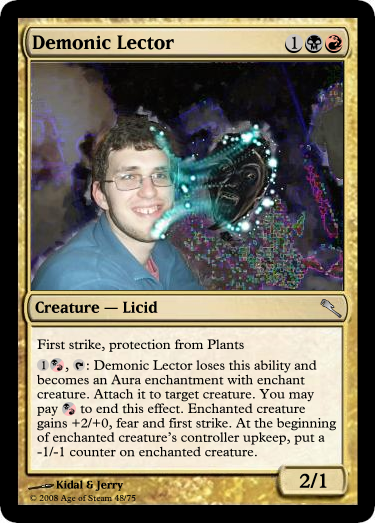 Demonic Lector 1
Creature — Licid
First strike, protection from Plants
1, : Demonic Lector loses this ability and
becomes an Aura enchantment with enchant
creature. Attach it to target creature. You may
pay to end this effect. Enchanted creature
gains +2/+0, fear and first strike. At the beginning
of enchanted creature's controller upkeep, put a
-1/-1 counter on enchanted creature.
2/1
Kidal & Jerry
© 2008 Age of Steam 48/75